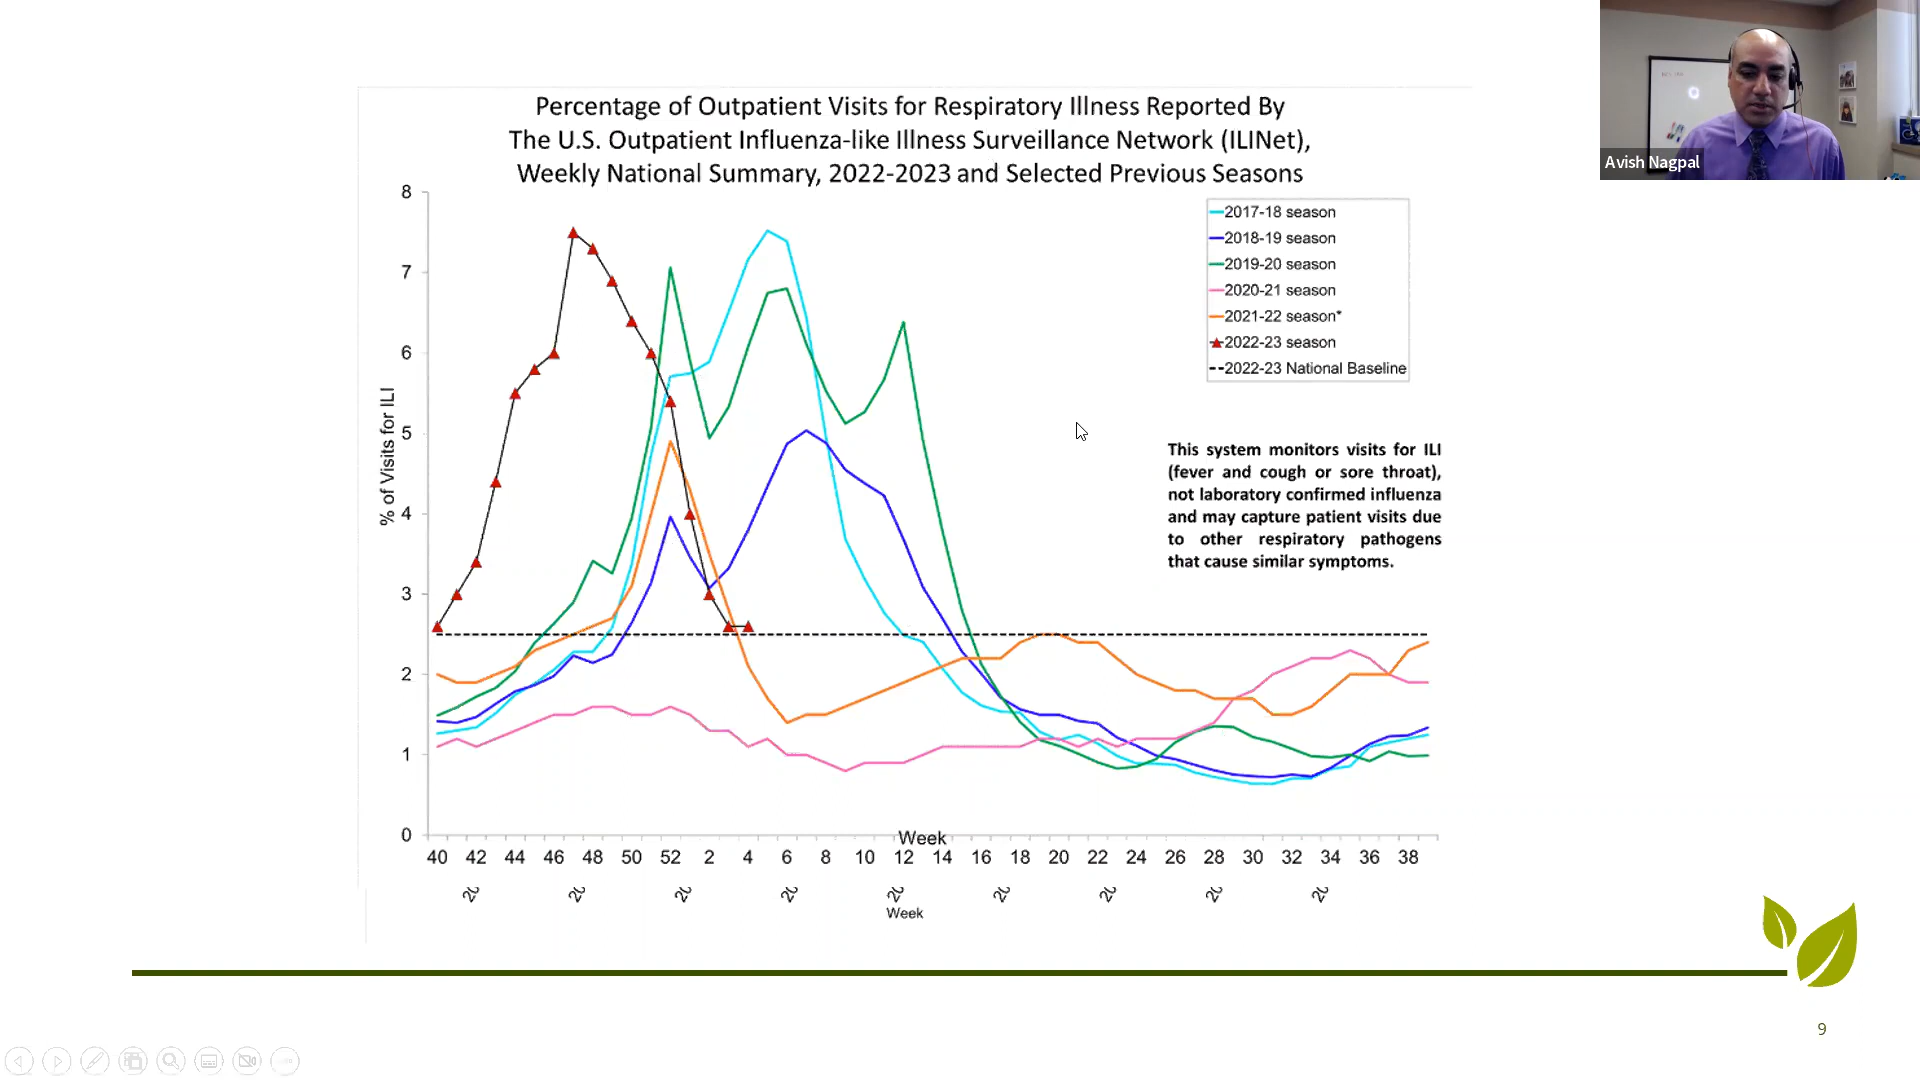 Percentage of Outpatient Visits for Respiratory Illness Reported By
The U.S. Outpatient Influenza-like Illness Surveillance Network (ILINet),
Weekly National Summary, 2022-2023 and Selected Previous Seasons
Avish Nagpal
8
7
6
5
4
3
2
1
0
% of Visits for ILI
2017-18 season
2018-19 season
2019-20 season
2020-21 season
2021-22 season*
2022-23 season
2022-23 National Baseline
This system monitors visits for ILI
(fever and cough or sore throat),
not laboratory confirmed influenza
and may capture patient visits due
to other respiratory pathogens
that cause similar symptoms.
Week
40 42 44 46 48 50 52 2 4 6 8 10 12 14 16 18 20 22 24 26 28 30 32 34 36 38
Week
9